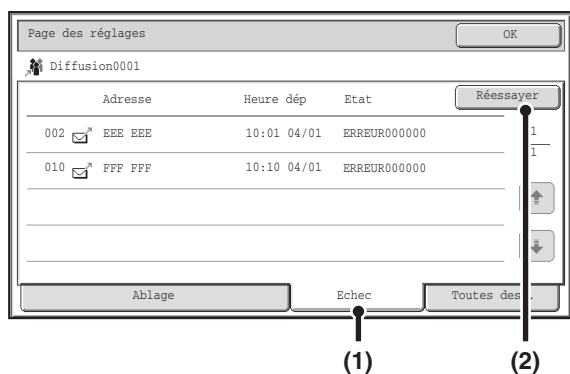 Page des réglages OK
Diffusion0001
Adresse Heure dép Etat Réessayer
002 EEE EEE 10:01 04/01 ERREUR000000 1
1
010 FFF FFF 10:10 04/01 ERREUR000000
Ablage Echec Toutes des
(1) (2)